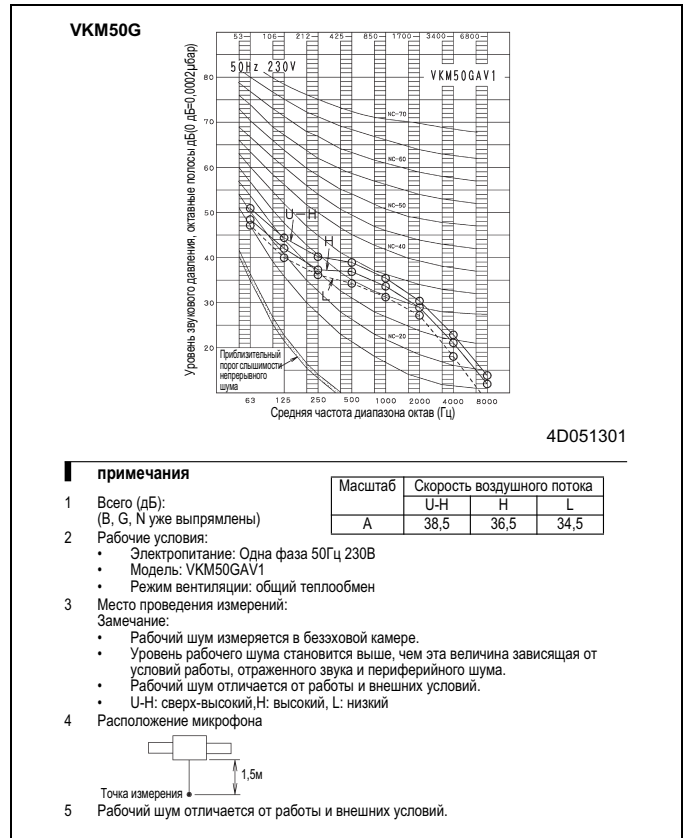 VKM50G
53 106 212 425 850 1700 3400 6800
50Hz 230V
VKM50GAV1
Уровень звукового давления, октавные полосы дБ(0 дБ=0,0002μбар)
80
70
60
50
40
30
20
NC-70
NC-60
NC-50
NC-40
NC-20
U-H
H
L
Приблизительный
порог слышимости
непрерывного
шума
63 125 250 500 1000 2000 4000 8000
Средняя частота диапазона октав (Гц)
4D051301
примечания
1 Всего (дБ):
(B, G, N уже выпрямлены)
Масштаб Скорость воздушного потока
U-H H L
A 38,5 36,5 34,5
2 Рабочие условия:
• Электропитание: Одна фаза 50Гц 230В
• Модель: VKM50GAV1
• Режим вентиляции: общий теплообмен
3 Место проведения измерений:
Замечание:
• Рабочий шум измеряется в безэховой камере.
• Уровень рабочего шума становится выше, чем эта величина зависящая от
условий работы, отраженного звука и периферийного шума.
• Рабочий шум отличается от работы и внешних условий.
• U-H: сверх-высокий,H: высокий, L: низкий
4 Расположение микрофона
1,5м
Точка измерения
5 Рабочий шум отличается от работы и внешних условий.